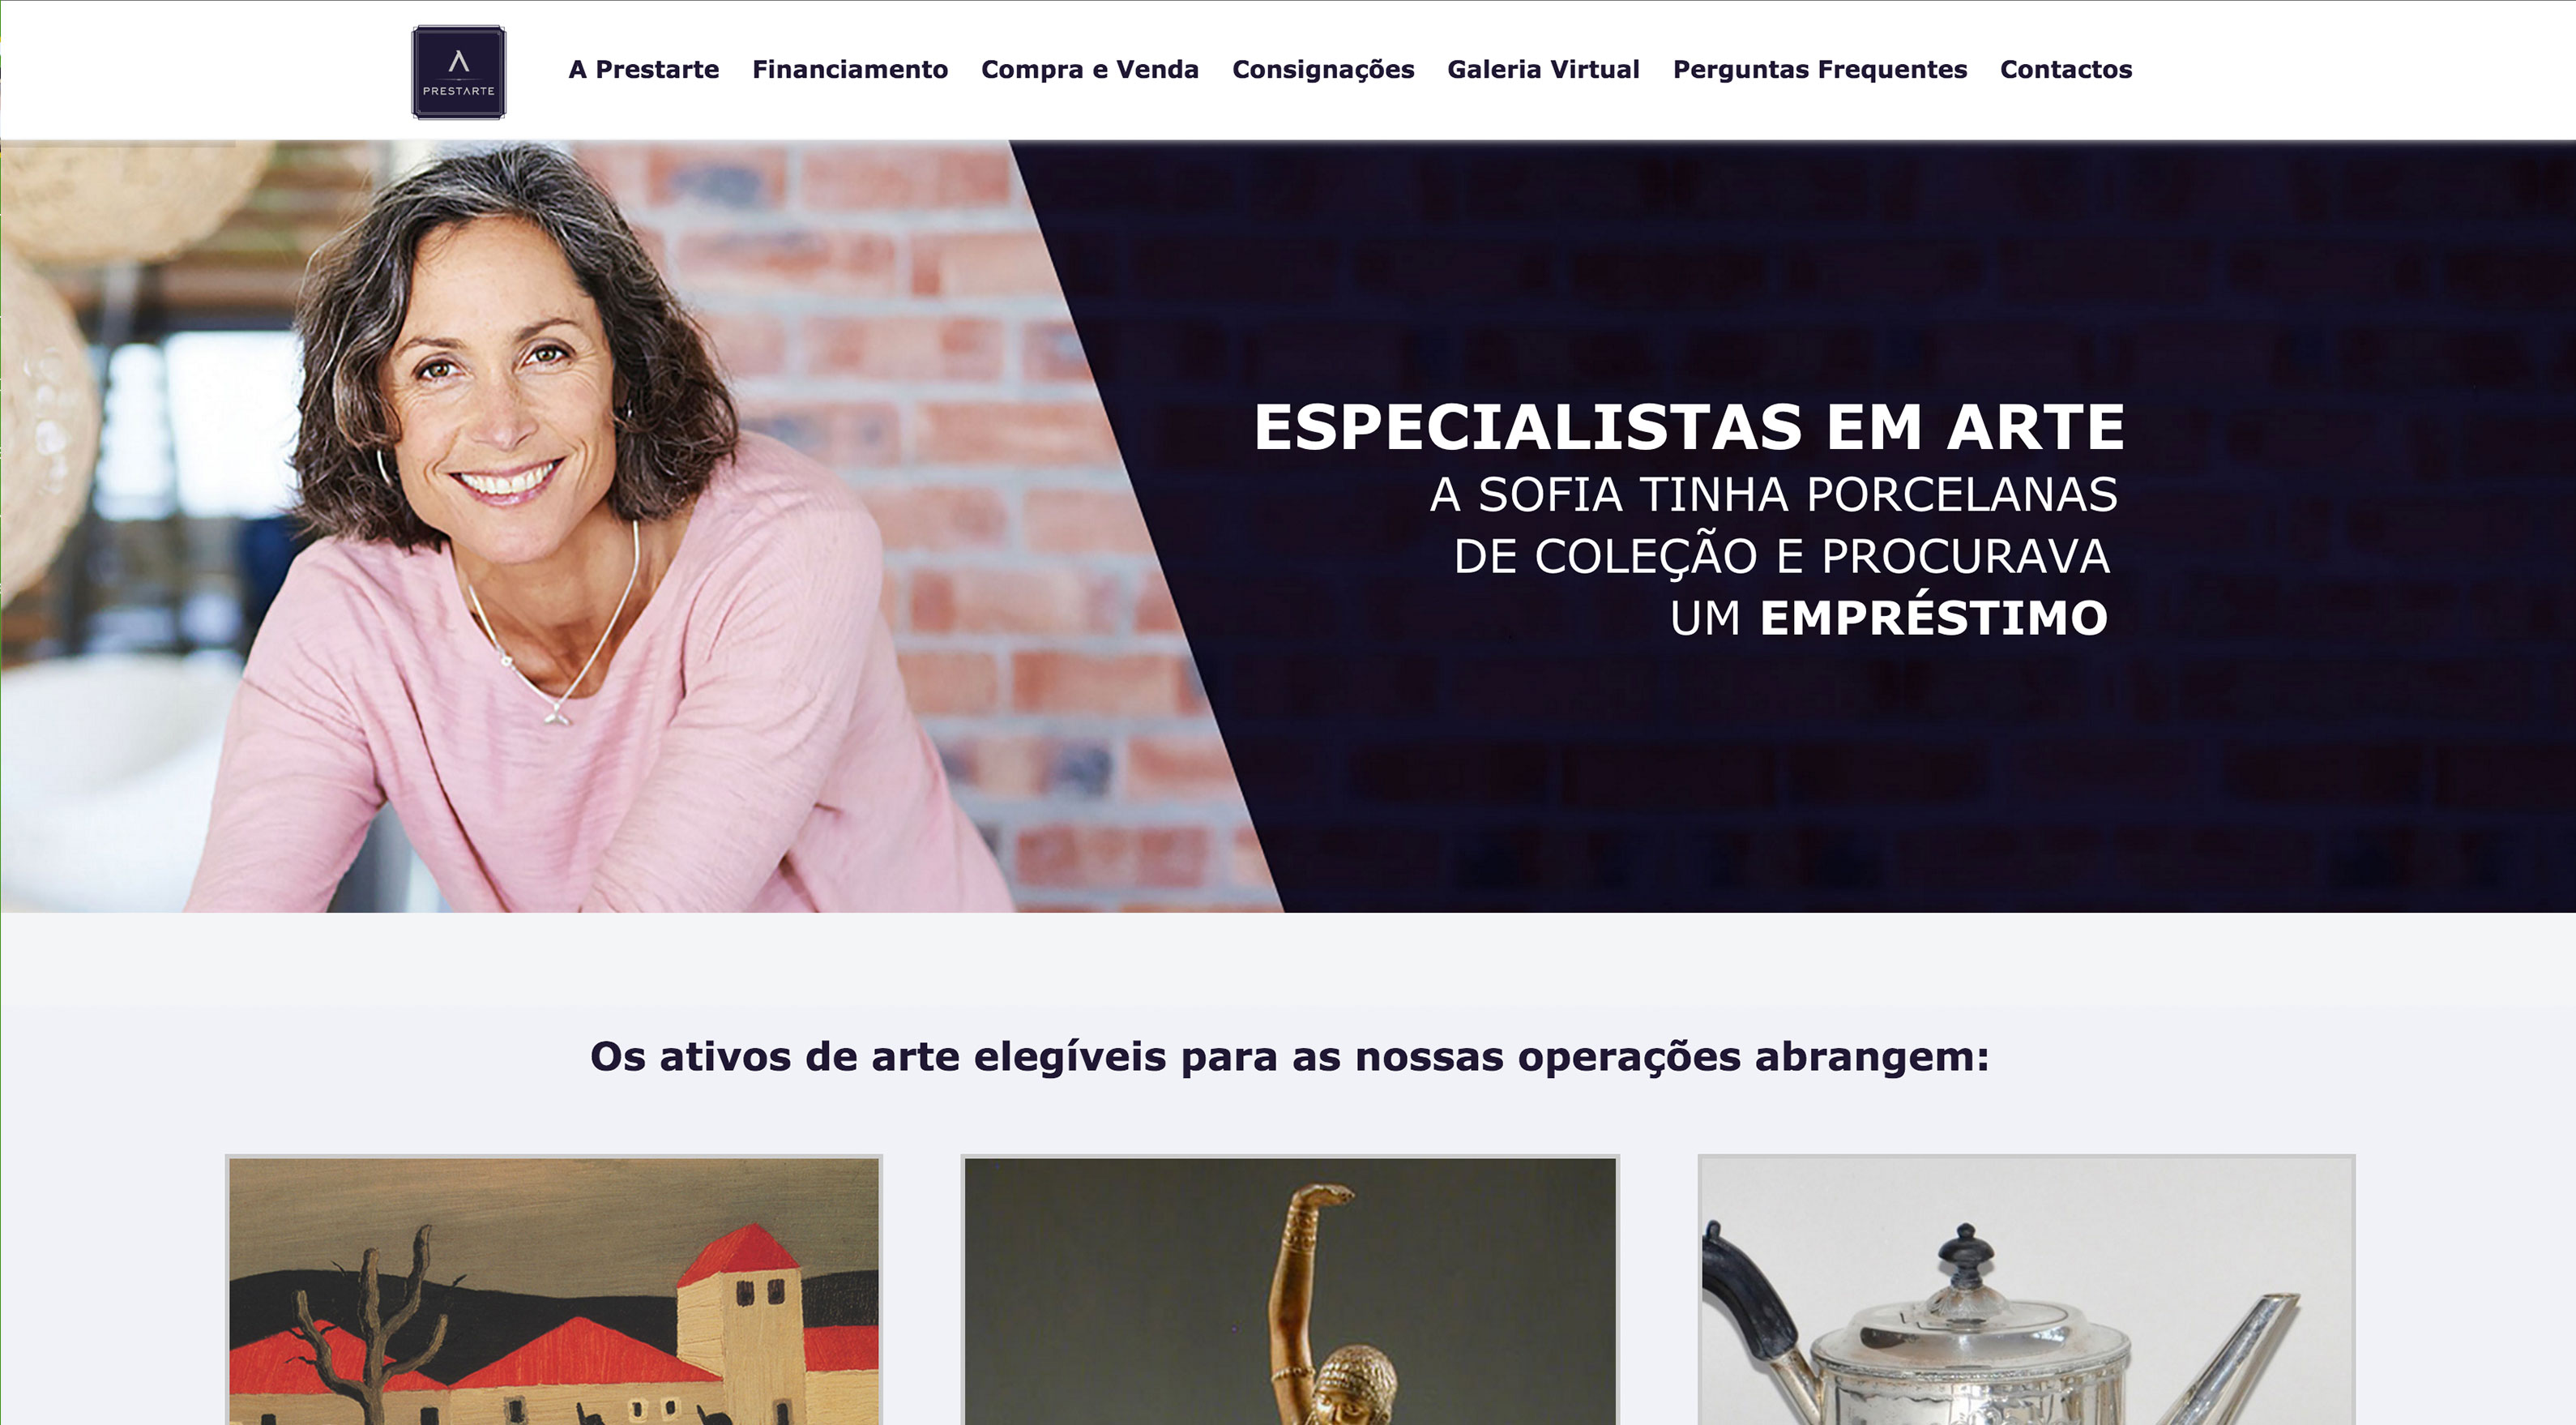 PRESTARTE
A Prestarte Financiamento Compra e Venda Consignações Galeria Virtual Perguntas Frequentes Contactos
ESPECIALISTAS EM ARTE
A SOFIA TINHA PORCELANAS
DE COLEÇÃO E PROCURAVA
UM EMPRÉSTIMO
Os ativos de arte elegíveis para as nossas operações abrangem: